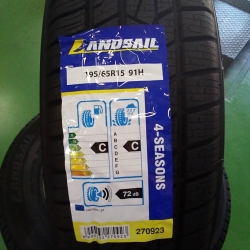 LANDSAIL
195/65R15 91H
4-SEASONS
A
B
C
D
E
F
G
C
C
72 dB
270923